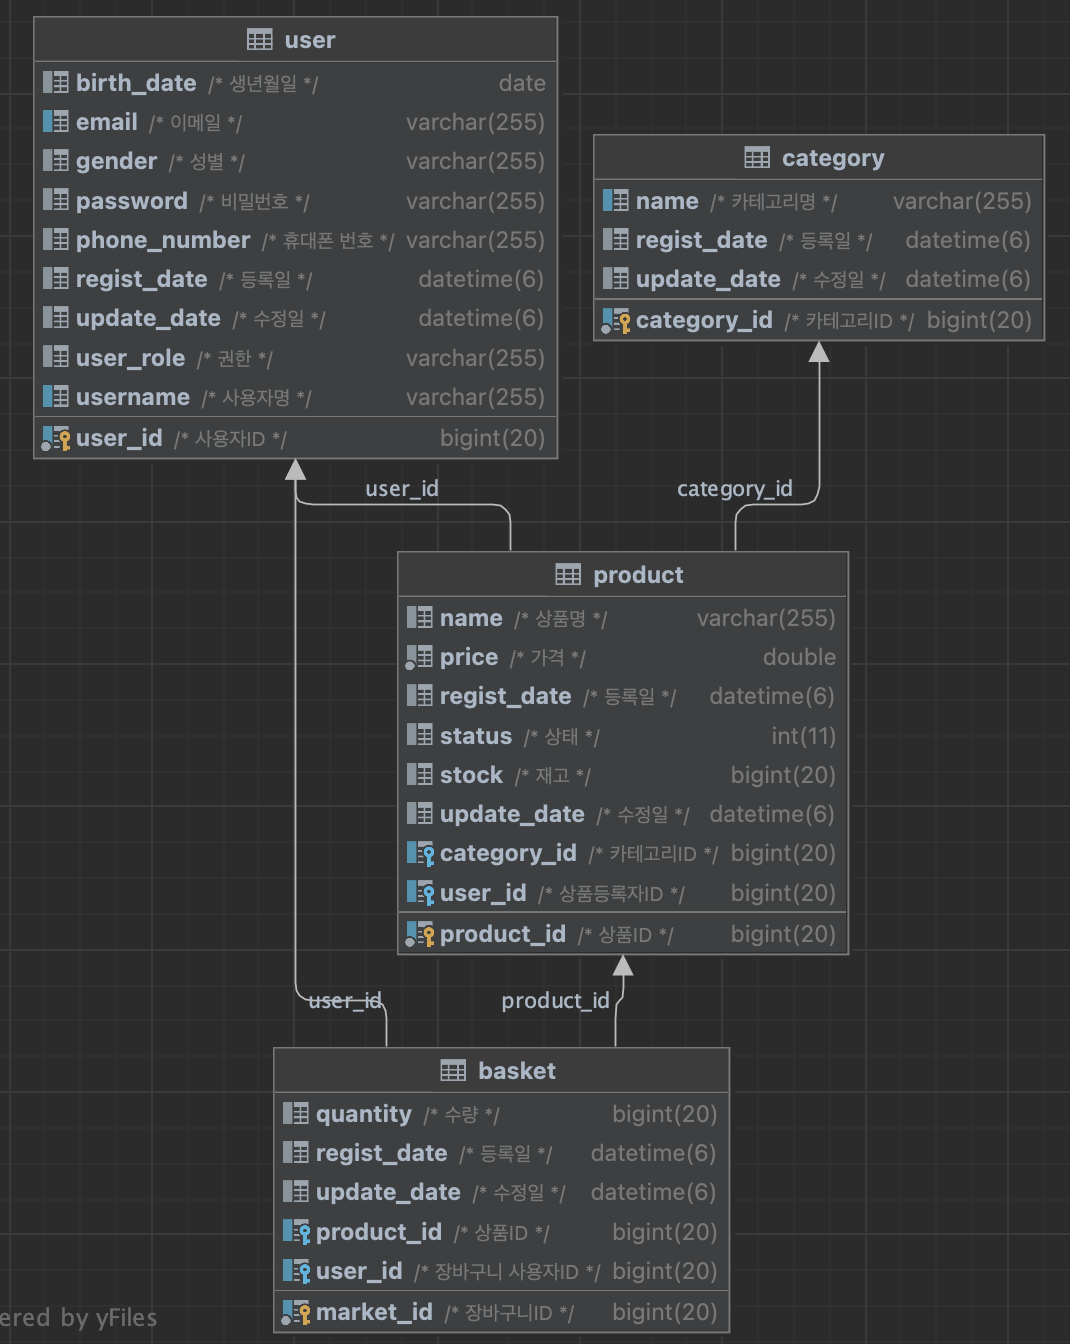 user
birth_date /* 생년월일 */ date
email /* 이메일 */ varchar(255)
gender /* 성별 */ varchar(255)
password /* 비밀번호 */ varchar(255)
phone_number /* 휴대폰 번호 */ varchar(255)
regist_date /* 등록일 */ datetime(6)
update_date /* 수정일 */ datetime(6)
user_role /* 권한 */ varchar(255)
username /* 사용자명 */ varchar(255)
user_id /* 사용자ID */ bigint(20)
category
name /* 카테고리명 */ varchar(255)
regist_date /* 등록일 */ datetime(6)
update_date /* 수정일 */ datetime(6)
category_id /* 카테고리ID */ bigint(20)
user_id
category_id
product
name /* 상품명 */ varchar(255)
price /* 가격 */ double
regist_date /* 등록일 */ datetime(6)
status /* 상태 */ int(11)
stock /* 재고 */ bigint(20)
update_date /* 수정일 */ datetime(6)
category_id /* 카테고리ID */ bigint(20)
user_id /* 상품등록자ID */ bigint(20)
product_id /* 상품ID */ bigint(20)
user_id
product_id
basket
quantity /* 수량 */ bigint(20)
regist_date /* 등록일 */ datetime(6)
update_date /* 수정일 */ datetime(6)
product_id /* 상품ID */ bigint(20)
user_id /* 장바구니 사용자ID */ bigint(20)
market_id /* 장바구니ID */ bigint(20)
ered by yFiles